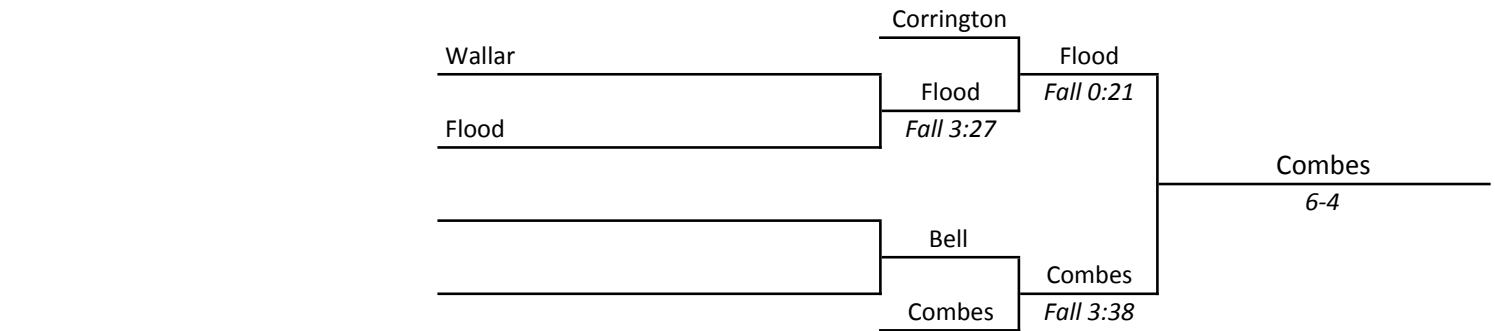 Corrington
Wallar
Flood
Flood
Fall 0:21
Flood
Fall 3:27
Combes
6-4
Bell
Combes
Combes
Fall 3:38